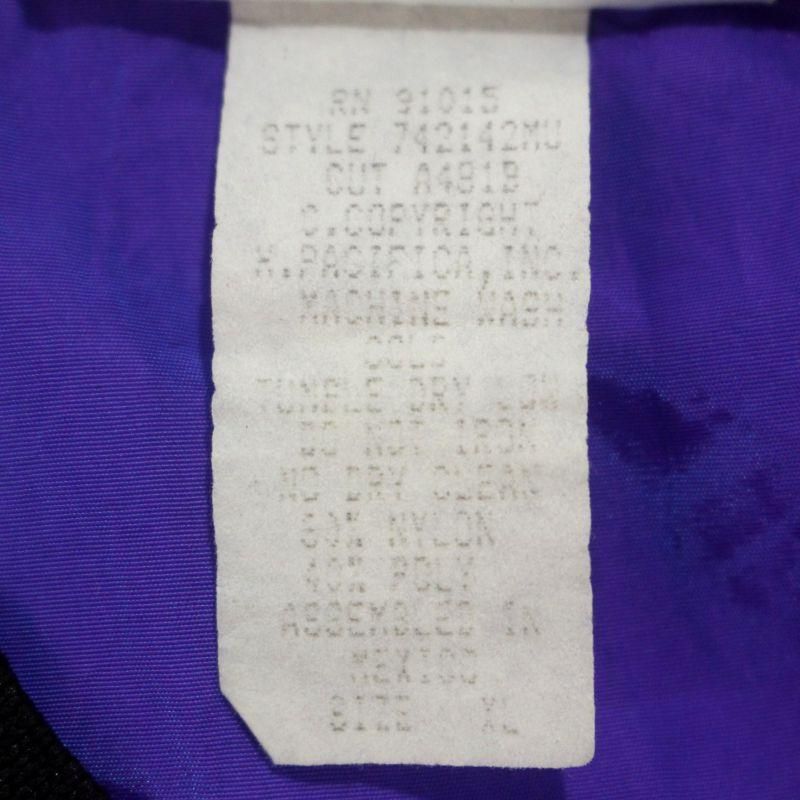 RN 91015
STYLE 742142MU
CUT A481B
C.COPYRIGHT
K.PACIFICA,INC.
MACHINE WASH
COLD
TUMBLE DRY LOW
DO NOT IRON
NO DRY CLEAN
60% NYLON
40% POLY
ASSEMBLED IN
MEXICO
SIZE XL